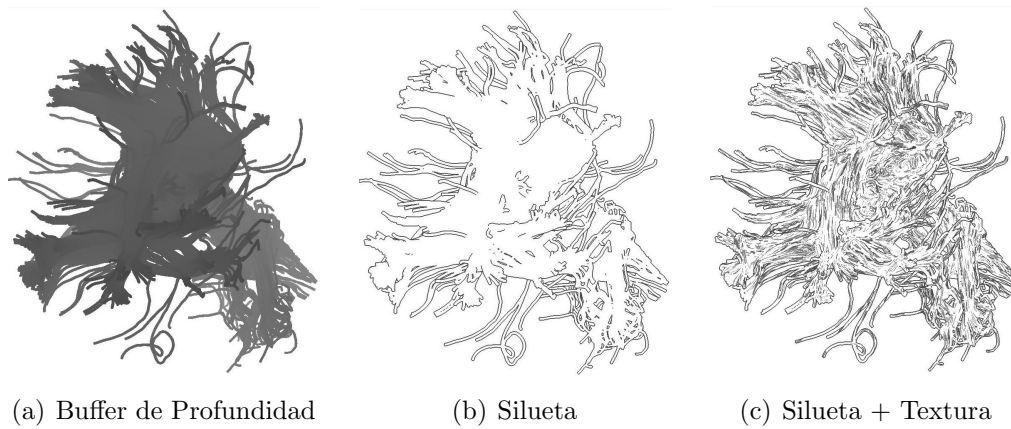 (a) Buffer de Profundidad
(b) Silueta
(c) Silueta + Textura